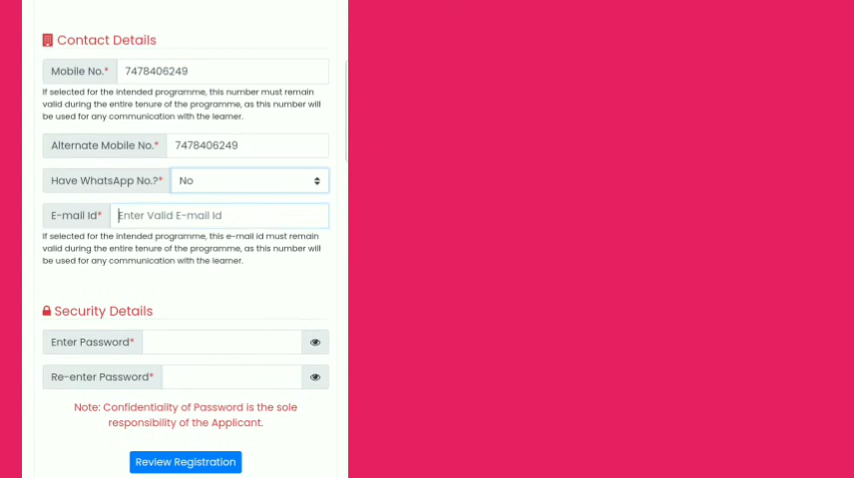 Contact Details
Mobile No.* 7478406249
If selected for the intended programme, this number must remain
valid during the entire tenure of the programme, as this number will
be used for any communication with the learner.
Alternate Mobile No.* 7478406249
Have WhatsApp No.?* No
E-mail Id* Enter Valid E-mail Id
If selected for the intended programme, this e-mail id must remain
valid during the entire tenure of the programme, as this number will
be used for any communication with the learner.
Security Details
Enter Password*
Re-enter Password*
Note: Confidentiality of Password is the sole
responsibility of the Applicant.
Review Registration